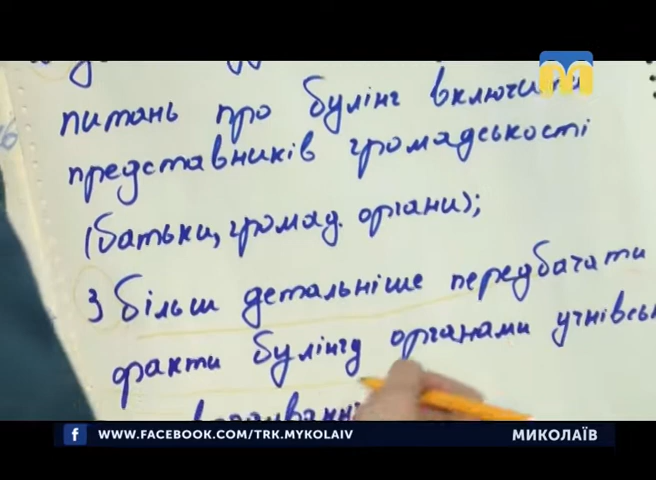 питань про булінг включити
представників громадськості
(батьки, громад. органи);
3 більш детальніше передбачати
факти булінгу органами учнівсь
WWW.FACEBOOK.COM/TRK.MYKOLAIV
МИКОЛАЇВ